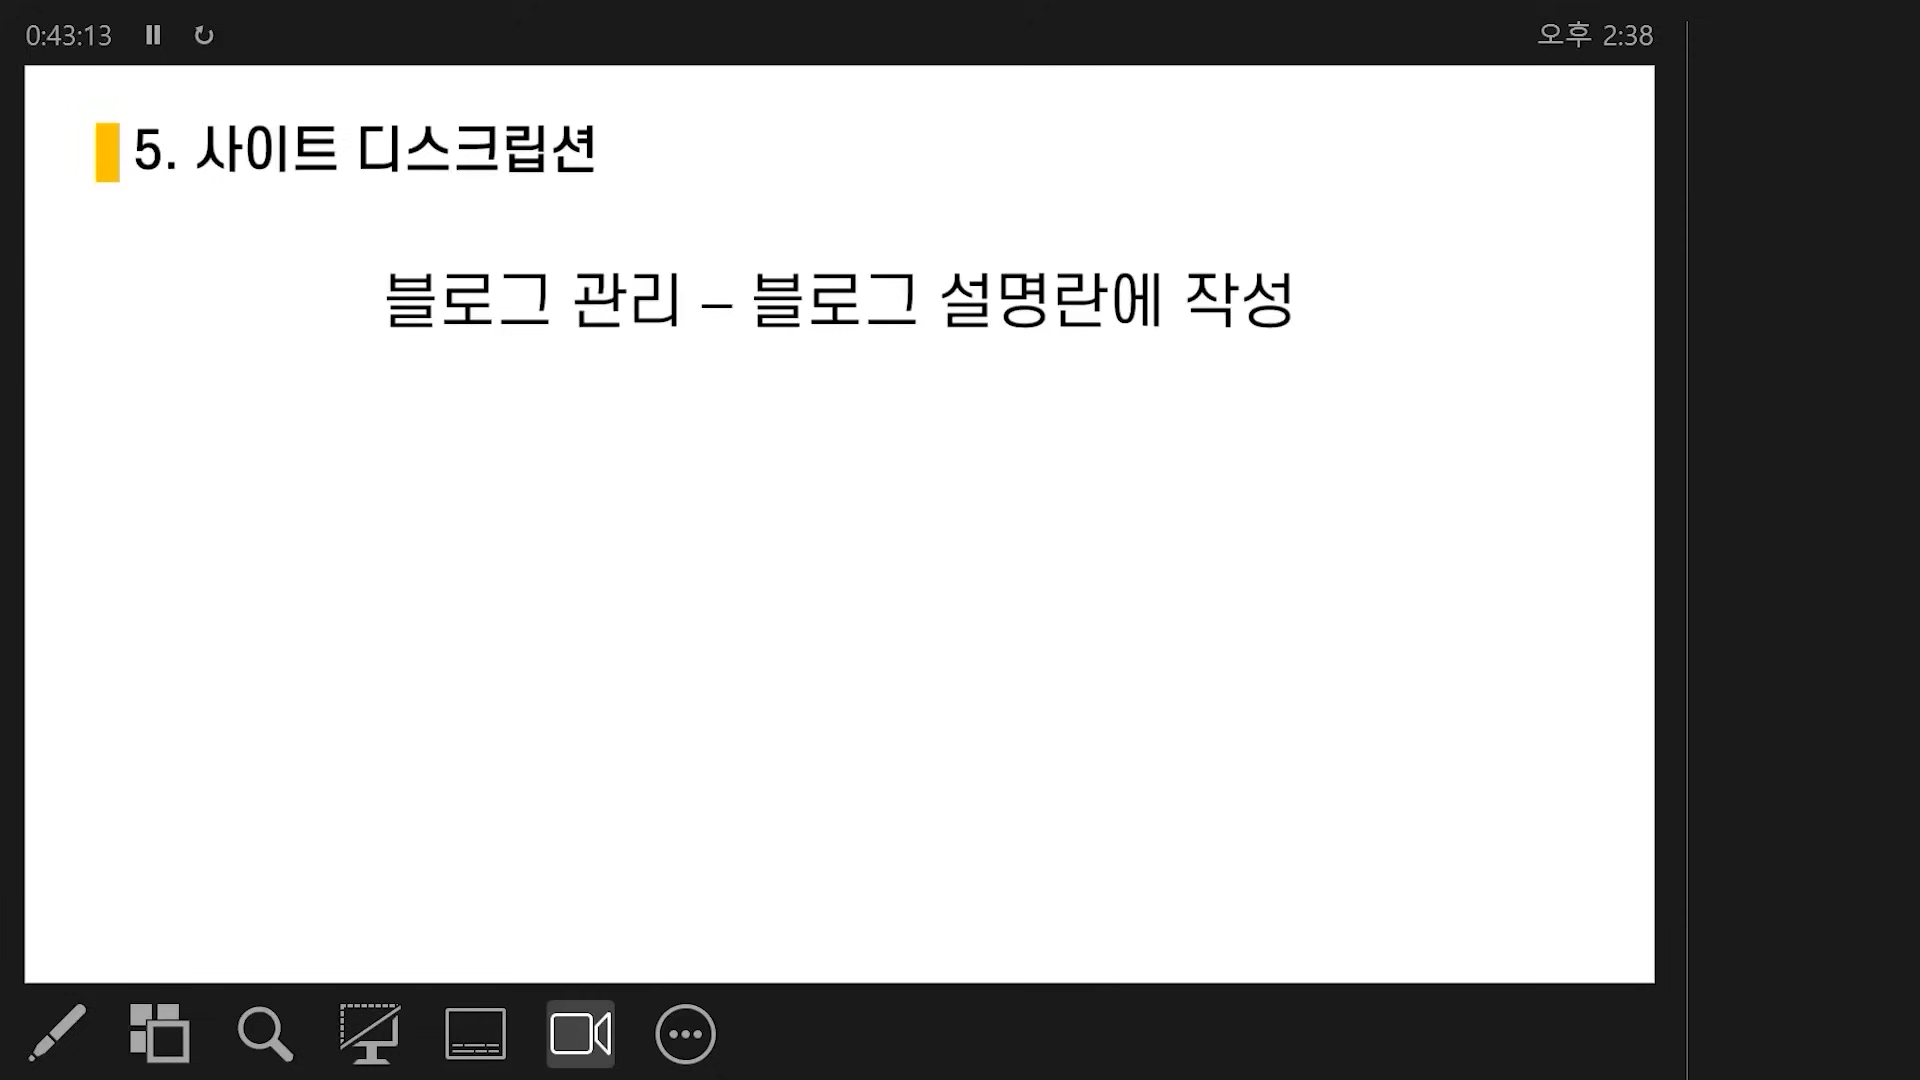 0:43:13
오후 2:38
5. 사이트 디스크립션
블로그 관리 – 블로그 설명란에 작성